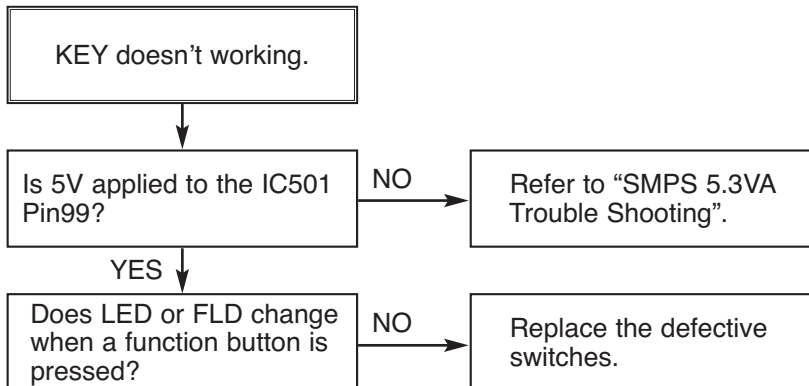 KEY doesn't working.
Is 5V applied to the IC501
Pin99?
NO
Refer to “SMPS 5.3VA
Trouble Shooting”.
YES
Does LED or FLD change
when a function button is
pressed?
NO
Replace the defective
switches.